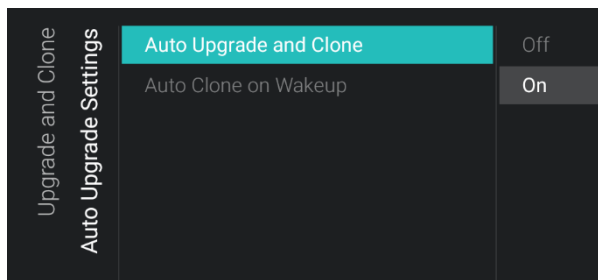 Upgrade and Clone
Auto Upgrade Settings
Auto Upgrade and Clone
Auto Clone on Wakeup
Off
On